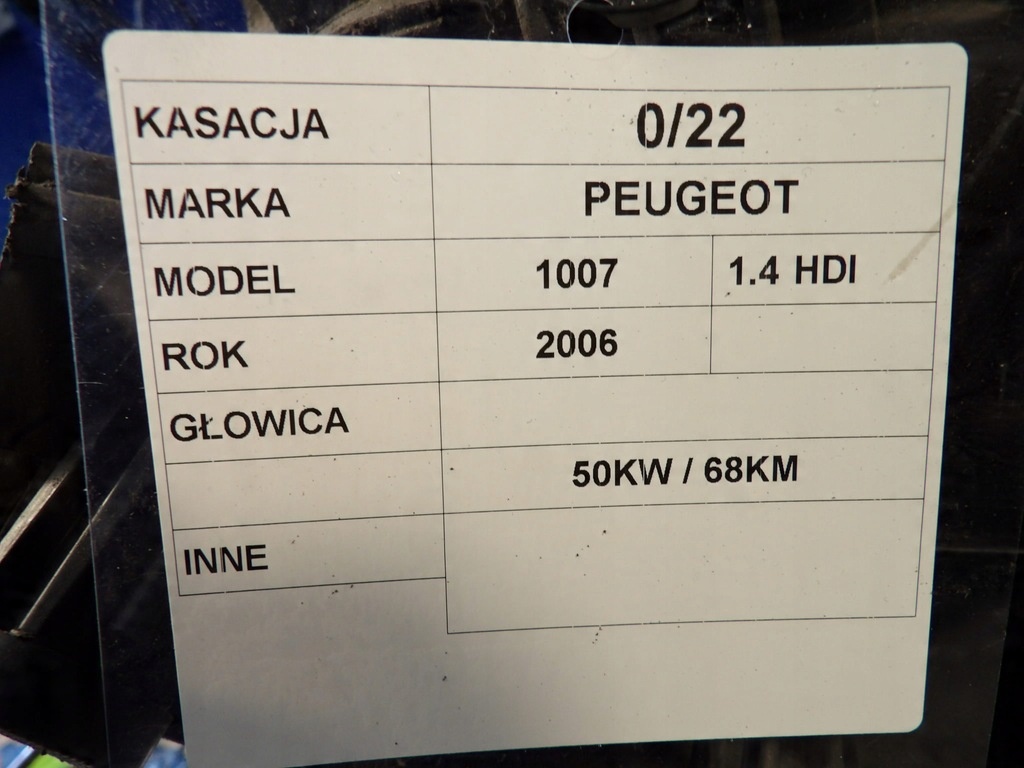 KASACJA 0/22
MARKA PEUGEOT
MODEL 1007 1.4 HDI
ROK 2006
GŁOWICA
50KW / 68KM
INNE